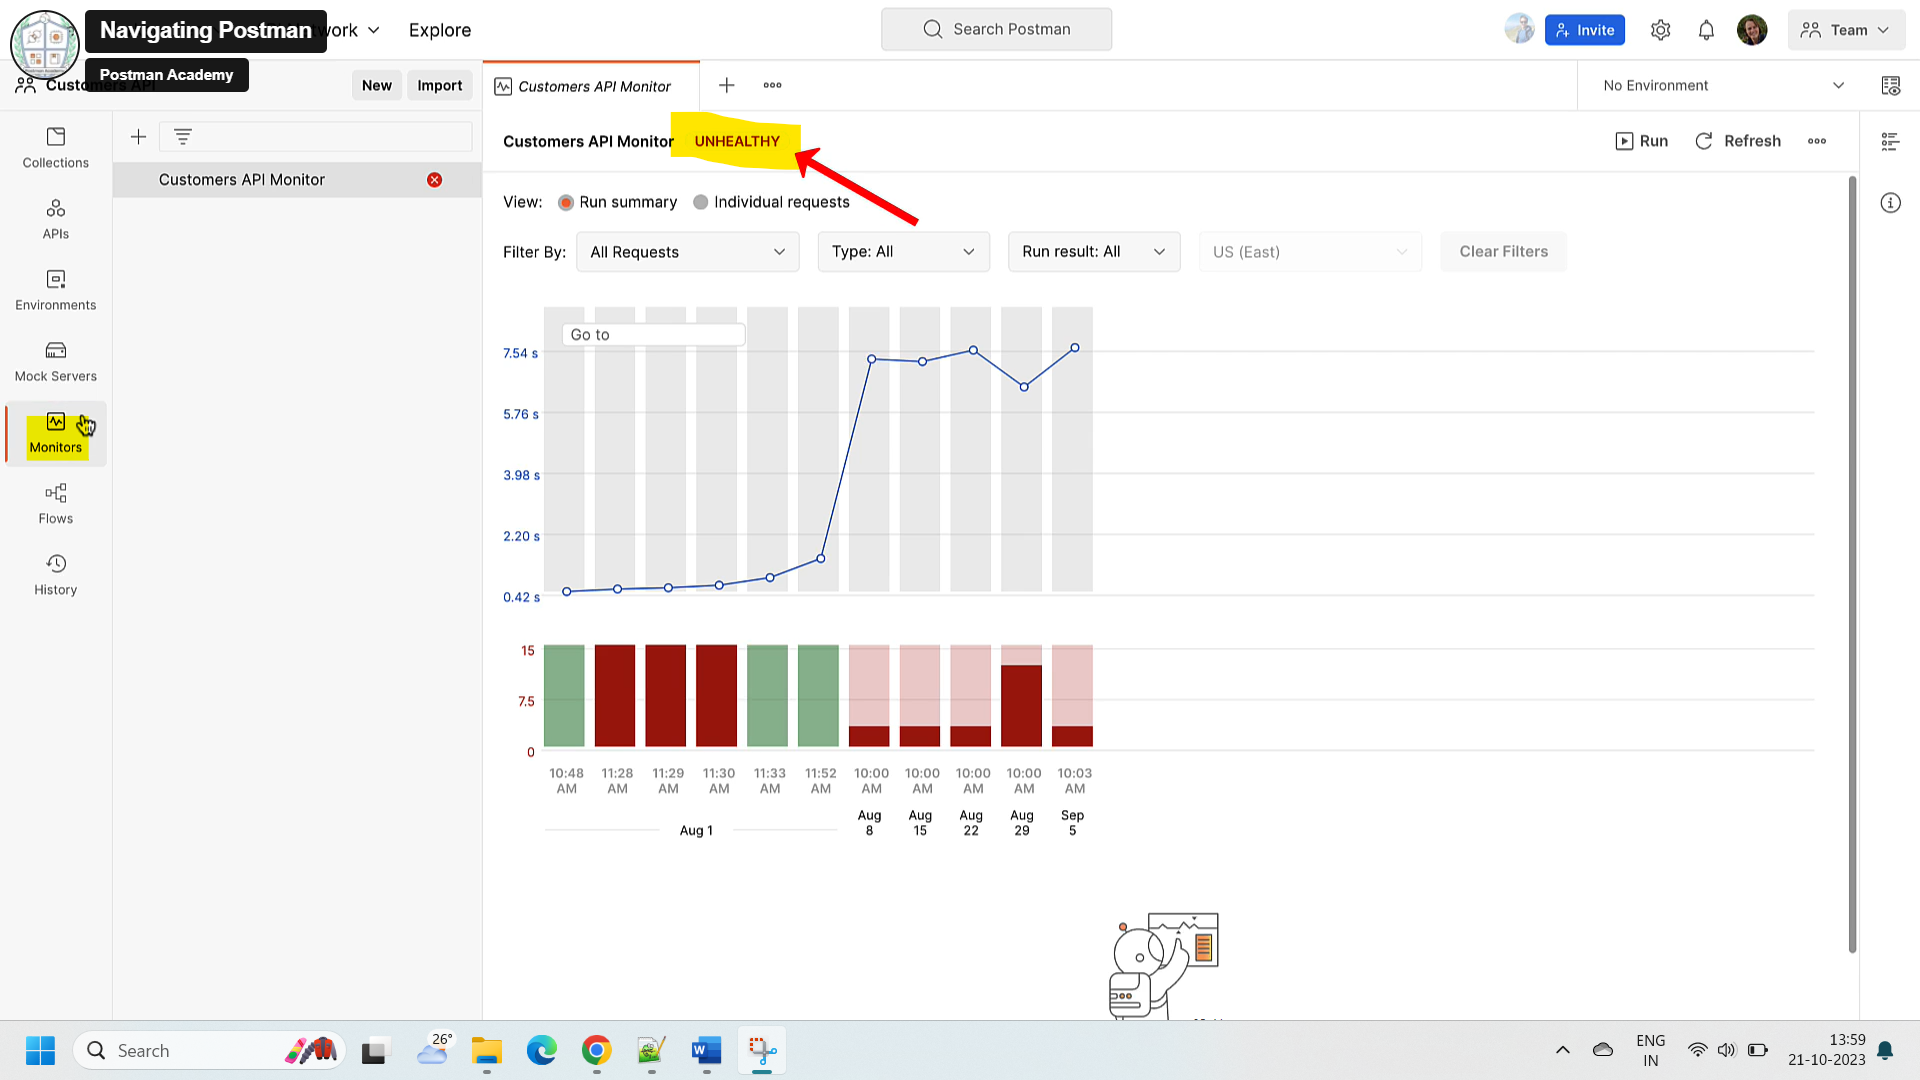 Navigating Postman
work
Explore
Search Postman
Invite
Team
Postman Academy
Customers API
New
Import
Customers API Monitor
No Environment
Collections
APIs
Environments
Mock Servers
Monitors
Flows
History
Customers API Monitor
Customers API Monitor
UNHEALTHY
Run
Refresh
View:
Run summary
Individual requests
Filter By:
All Requests
Type: All
Run result: All
US (East)
Clear Filters
Go to
7.54 s
5.76 s
3.98 s
2.20 s
0.42 s
15
7.5
0
10:48 AM
11:28 AM
11:29 AM
11:30 AM
11:33 AM
11:52 AM
10:00 AM
10:00 AM
10:00 AM
10:00 AM
10:03 AM
Aug 1
Aug 8
Aug 15
Aug 22
Aug 29
Sep 5
Search
26°
ENG
IN
13:59
21-10-2023